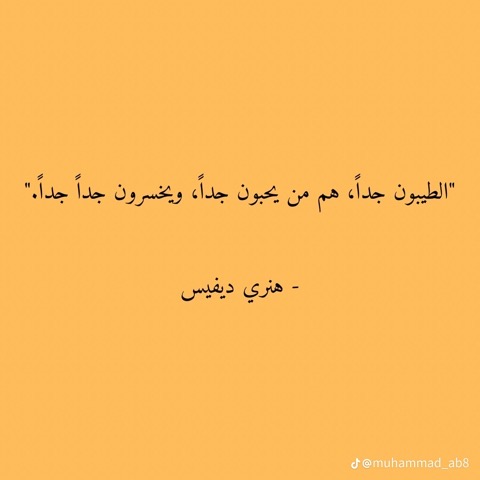 "الطيبون جداً، هم من يحبون جداً، ويخسرون جداً جداً."
- هنري ديفيس
@muhammad_ab8